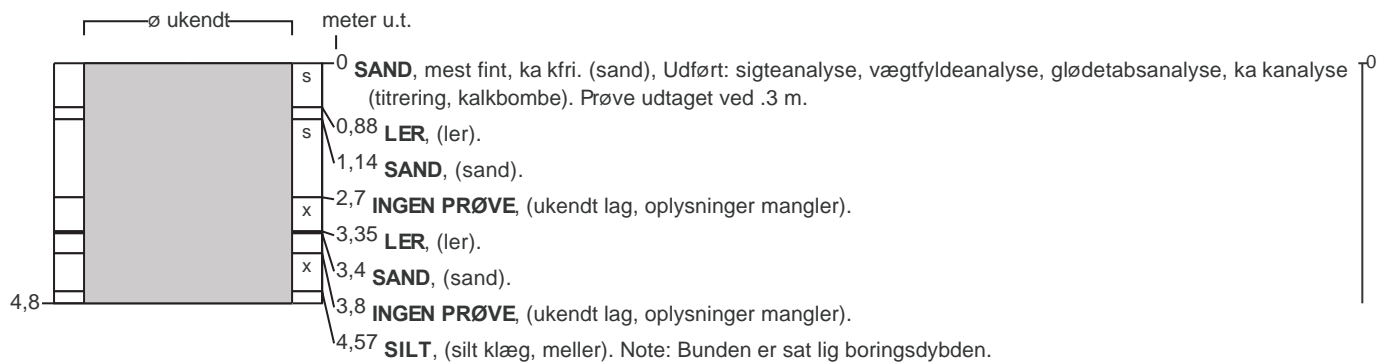 ø ukendt meter u.t.
s 0 SAND, mest fint, ka kfri. (sand), Udført: sigteanalyse, vægtfyldeanalyse, glødetabsanalyse, ka kanalyse 0
(titrering, kalkbombe). Prøve udtaget ved .3 m.
s 0,88 LER, (ler).
1,14 SAND, (sand).
x 2,7 INGEN PRØVE, (ukendt lag, oplysninger mangler).
3,35 LER, (ler).
x 3,4 SAND, (sand).
4,8 3,8 INGEN PRØVE, (ukendt lag, oplysninger mangler).
4,57 SILT, (silt klæg, meller). Note: Bunden er sat lig boringsdybden.